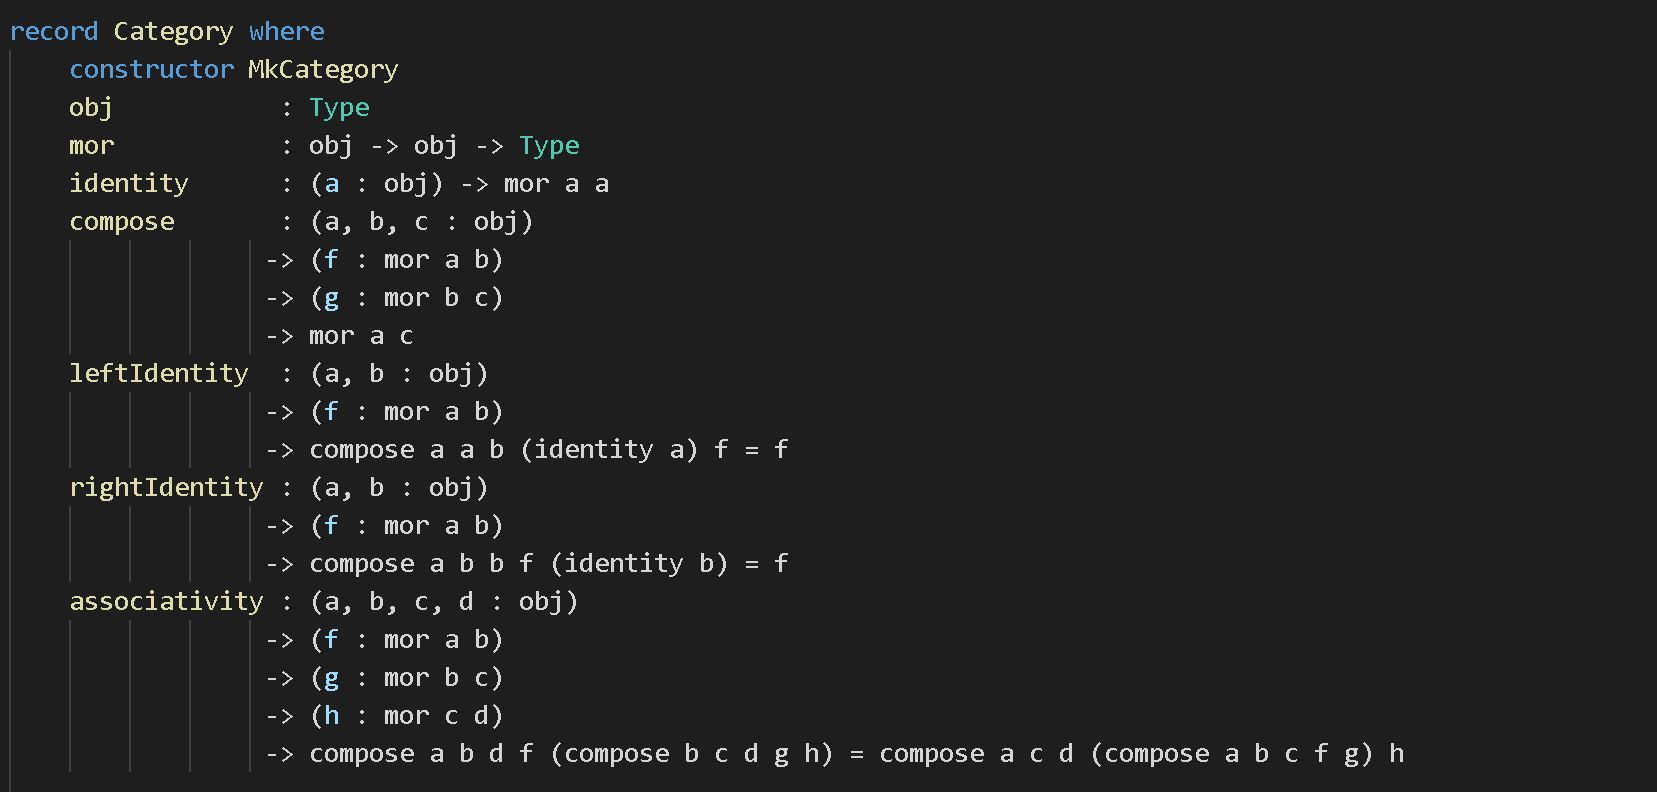 record Category where
    constructor MkCategory
    obj           : Type
    mor           : obj -> obj -> Type
    identity      : (a : obj) -> mor a a
    compose       : (a, b, c : obj)
                 -> (f : mor a b)
                 -> (g : mor b c)
                 -> mor a c
    leftIdentity  : (a, b : obj)
                 -> (f : mor a b)
                 -> compose a a b (identity a) f = f
    rightIdentity : (a, b : obj)
                 -> (f : mor a b)
                 -> compose a b b f (identity b) = f
    associativity : (a, b, c, d : obj)
                 -> (f : mor a b)
                 -> (g : mor b c)
                 -> (h : mor c d)
                 -> compose a b d f (compose b c d g h) = compose a c d (compose a b c f g) h